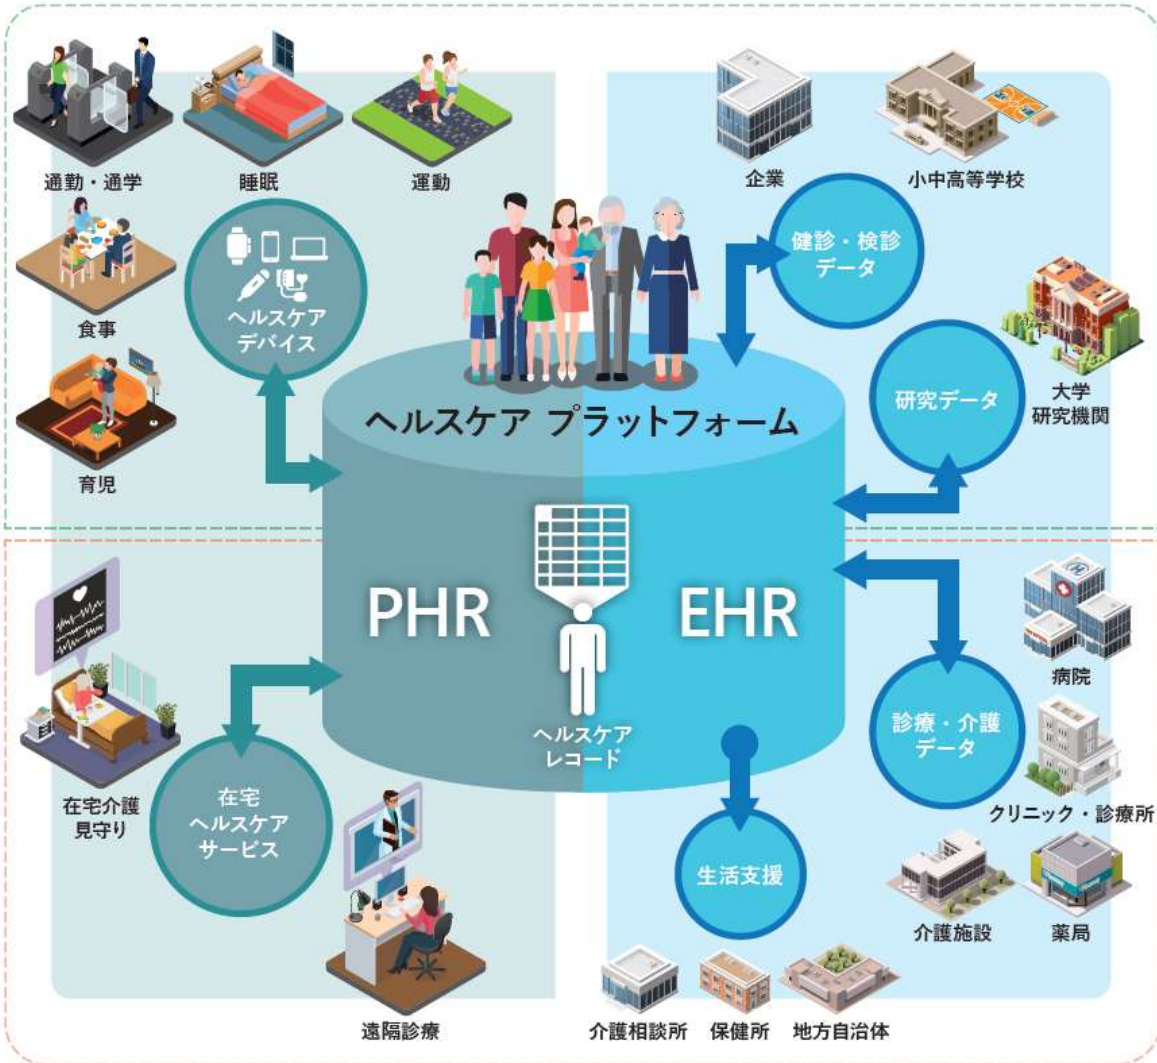 通勤・通学
睡眠
運動
食事
育児
ヘルスケア
デバイス
企業
小中高等学校
健診・検診
データ
研究データ
大学
研究機関
ヘルスケア プラットフォーム
PHR
EHR
ヘルスケア
レコード
在宅介護
見守り
在宅
ヘルスケア
サービス
遠隔診療
病院
診療・介護
データ
クリニック・診療所
介護施設
薬局
生活支援
介護相談所
保健所
地方自治体